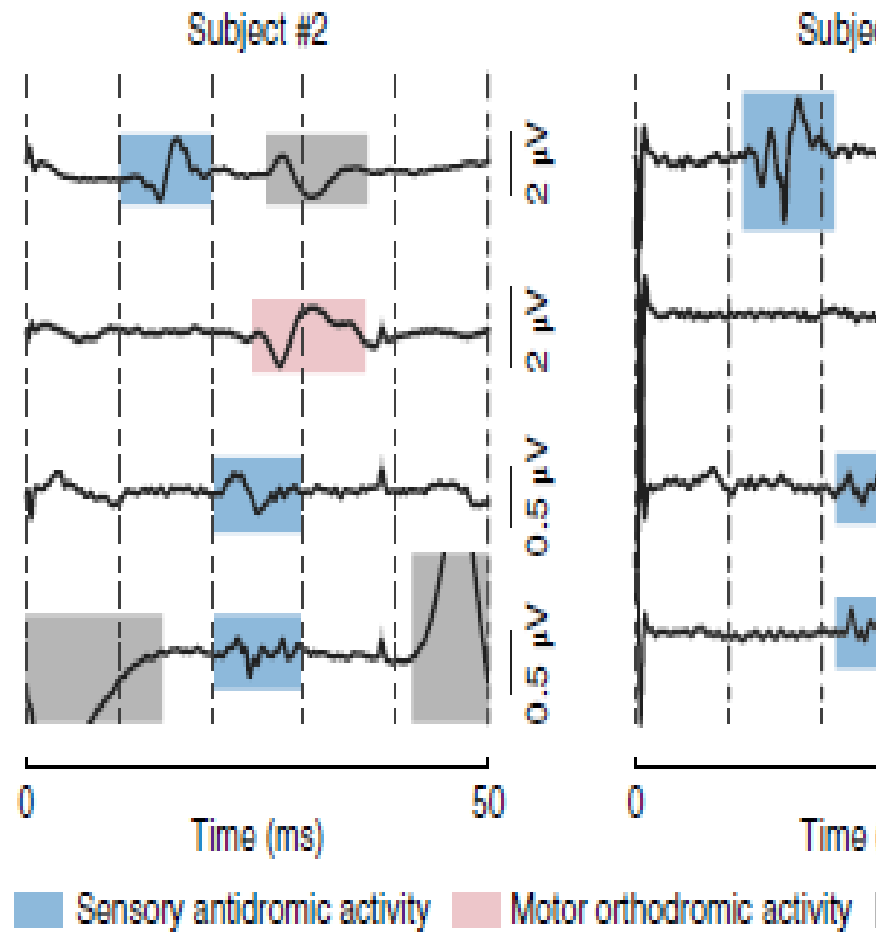 Subject #2
2 µV
2 µV
0.5 µV
0.5 µV
0
50
0
Time (ms)
Time
Sensory antidromic activity
Motor orthodromic activity